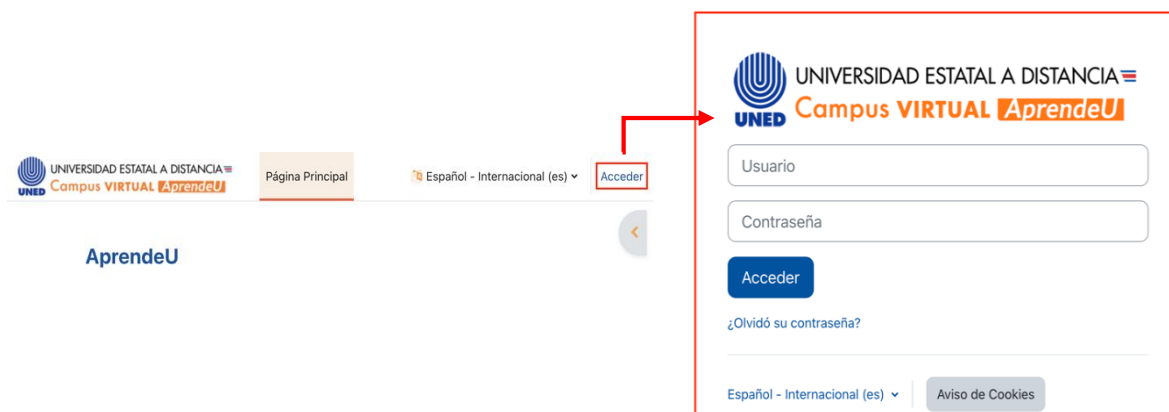 UNIVERSIDAD ESTATAL A DISTANCIA
UNED Campus VIRTUAL AprendeU
Página Principal
Español - Internacional (es)
Acceder
AprendeU
UNIVERSIDAD ESTATAL A DISTANCIA
UNED Campus VIRTUAL AprendeU
Usuario
Contraseña
Acceder
¿Olvidó su contraseña?
Español - Internacional (es)
Aviso de Cookies